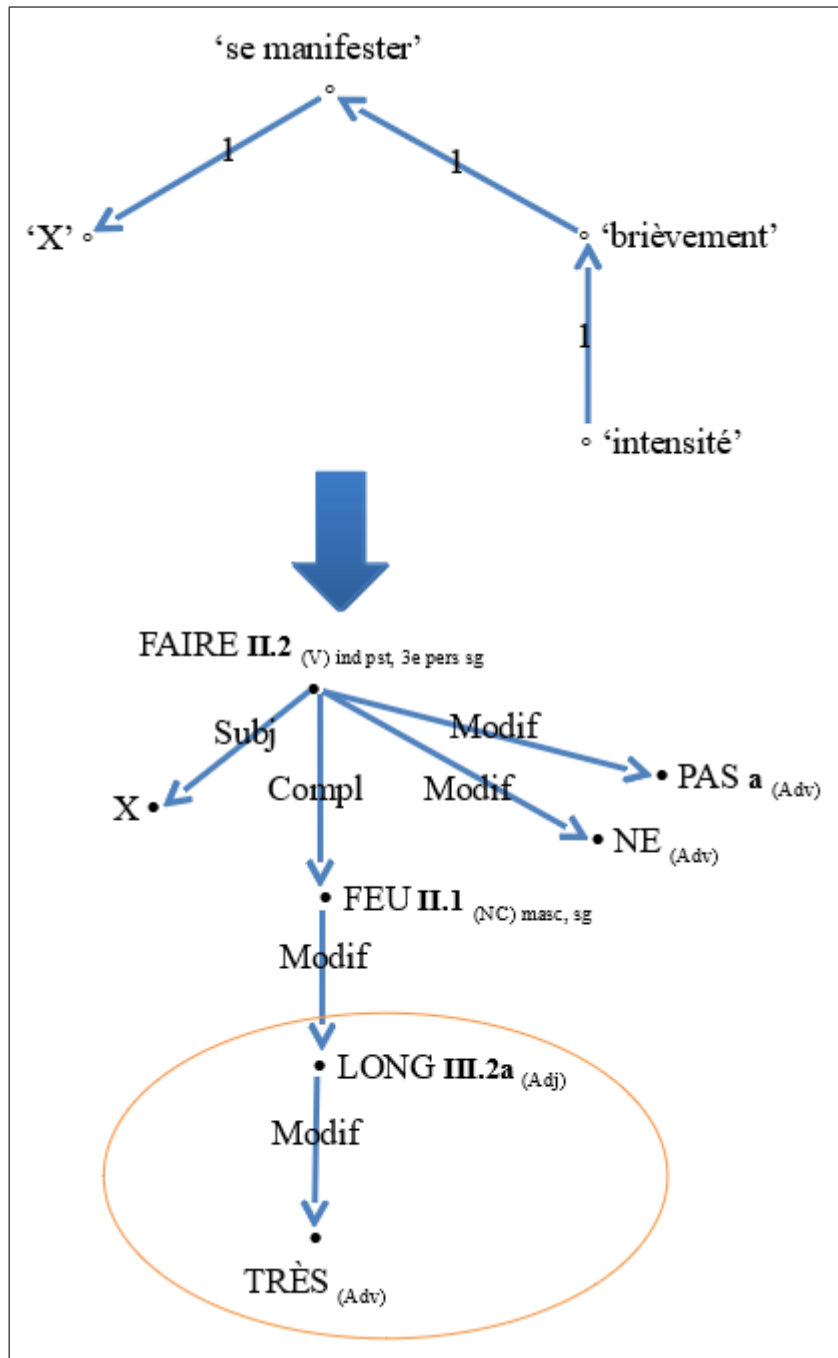 ‘se manifester’
1
1
‘X’
‘brièvement’
1
‘intensité’
FAIRE II.2 (V) ind pst, 3e pers sg
Subj
Modif
X
Compl
Modif
PAS a (Adv)
NE (Adv)
FEU II.1 (NC) masc, sg
Modif
LONG III.2a (Adj)
Modif
TRÈS (Adv)